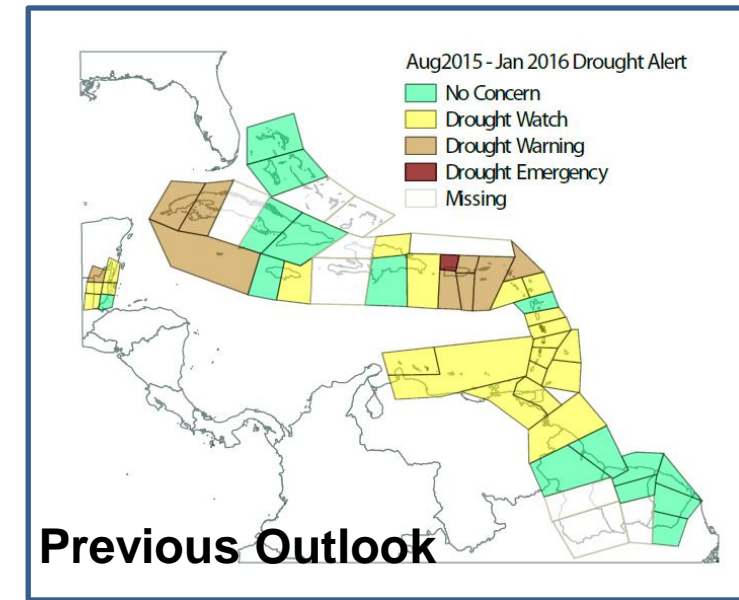 Aug2015 - Jan 2016 Drought Alert
No Concern
Drought Watch
Drought Warning
Drought Emergency
Missing
Previous Outlook